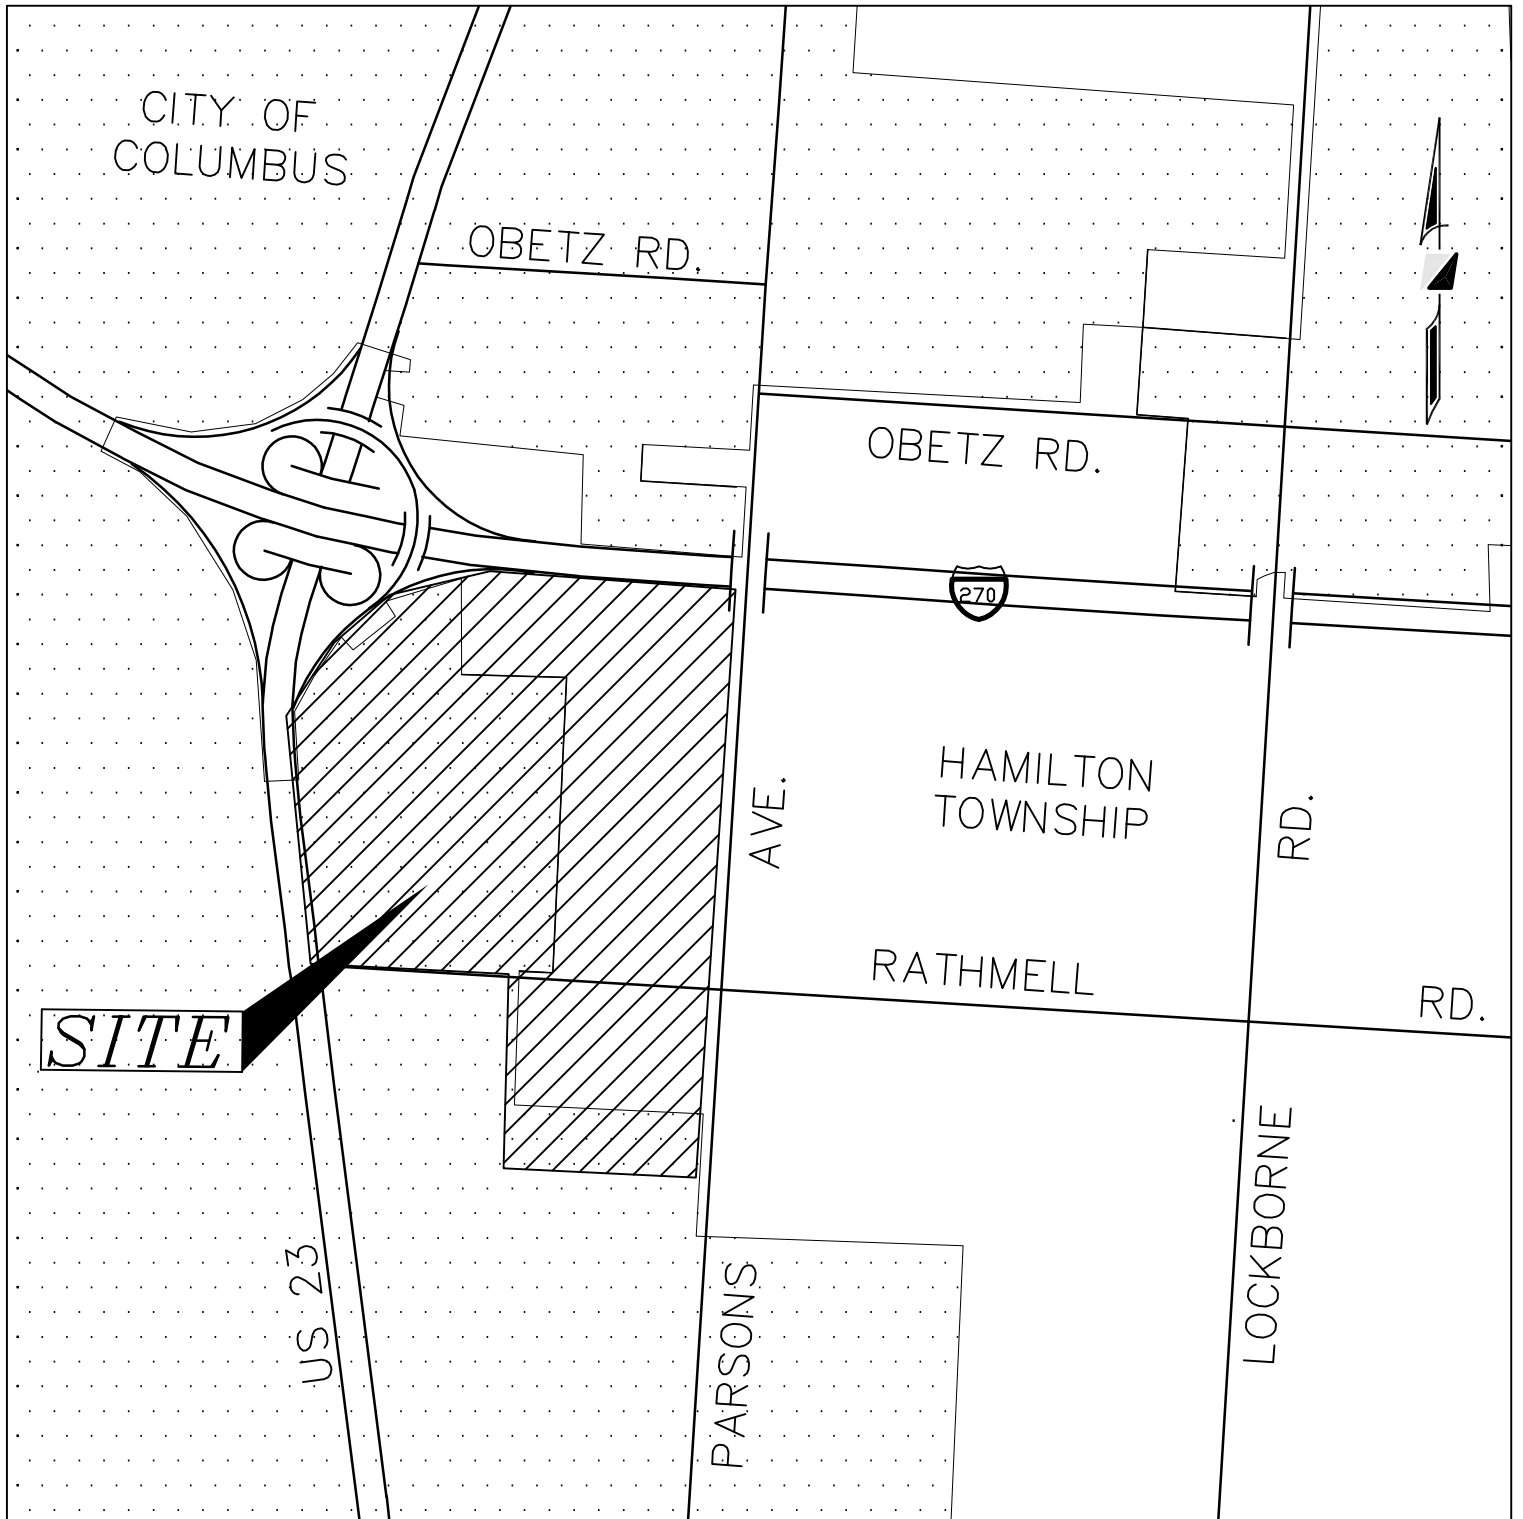 CITY OF
COLUMBUS
OBETZ RD.
OBETZ RD.
270
HAMILTON
TOWNSHIP
AVE.
RD.
RATHMELL
RD.
SITE
LOCKBORNE
US 23
PARSONS